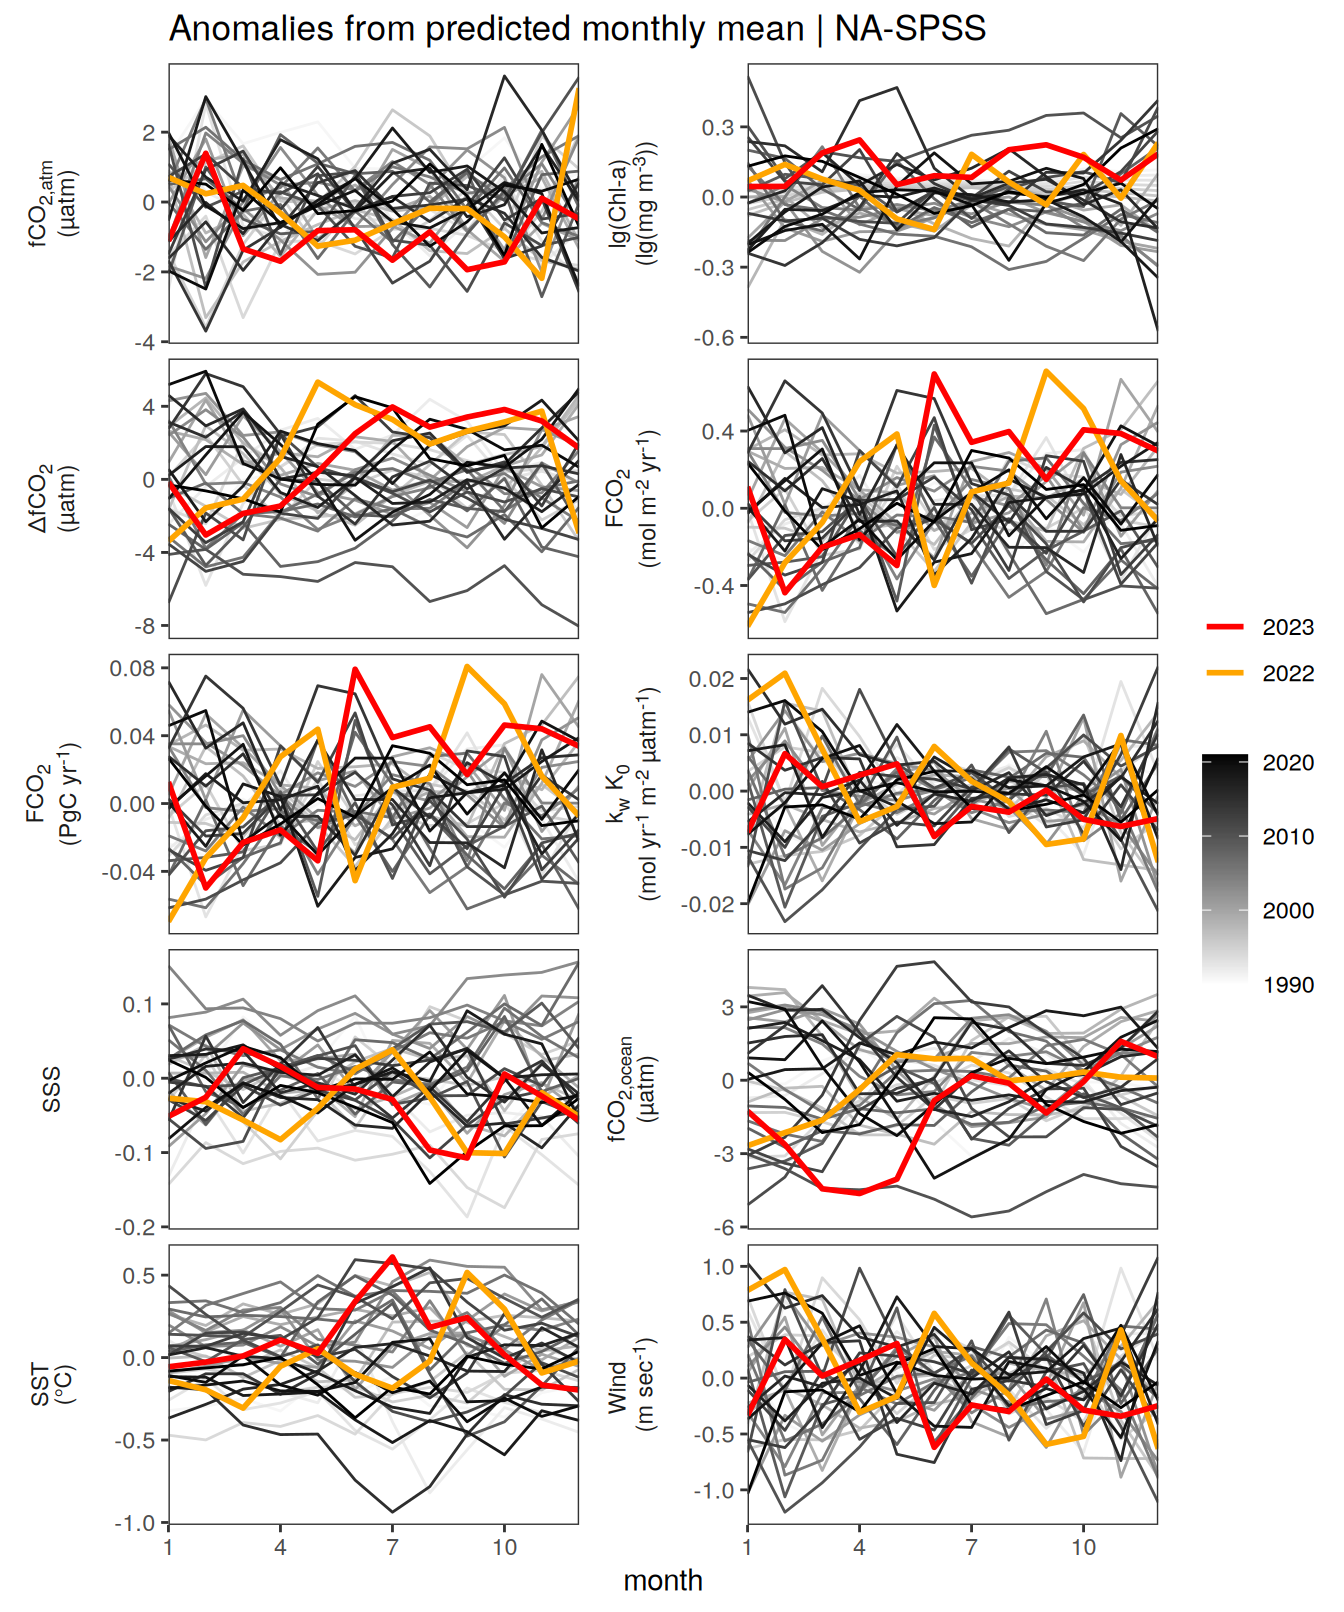 Anomalies from predicted monthly mean | NA-SPSS
fCO2,atm
(µatm)
2
0
-2
-4
lg(Chl-a)
(lg(mg m-3))
0.3
0.0
-0.3
-0.6
ΔfCO2
(µatm)
4
0
-4
-8
FCO2
(mol m-2 yr-1)
0.4
0.0
-0.4
FCO2
(PgC yr-1)
0.08
0.04
0.00
-0.04
kw K0
(mol yr-1 m-2 µatm-1)
0.02
0.01
0.00
-0.01
-0.02
SSS
0.1
0.0
-0.1
-0.2
fCO2,ocean
(µatm)
3
0
-3
-6
SST
(°C)
0.5
0.0
-0.5
-1.0
Wind
(m sec-1)
1.0
0.5
0.0
-0.5
-1.0
1 4 7 10
1 4 7 10
month
2023
2022
2020
2010
2000
1990